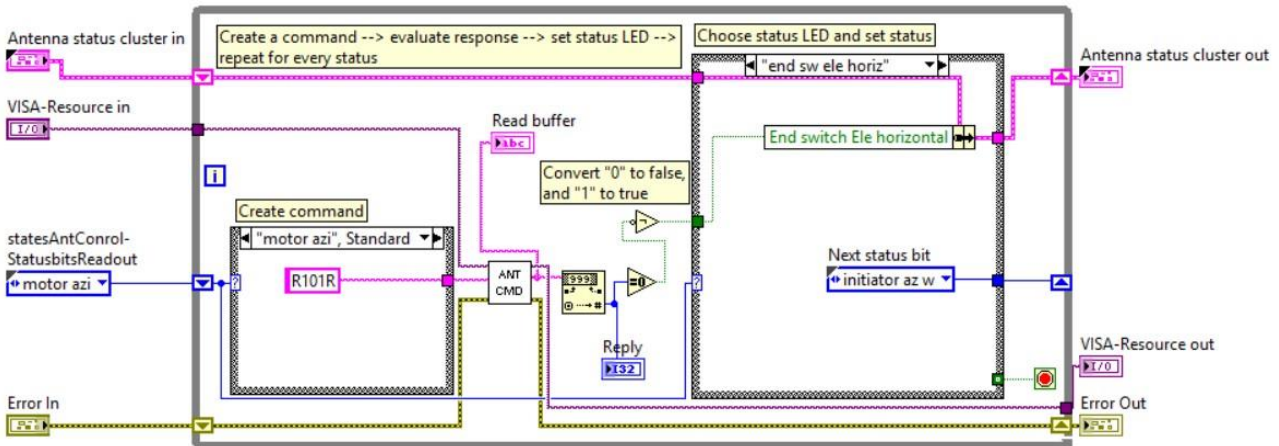 Antenna status cluster in
Create a command --> evaluate response --> set status LED -->
repeat for every status
Choose status LED and set status
"end sw ele horiz"
Antenna status cluster out
VISA-Resource in
I/O
Read buffer
abc
End switch Ele horizontal
Convert "0" to false,
and "1" to true
i
Create command
"motor azi", Standard
statesAntConrol-
StatusbitsReadout
motor azi
R101R
ANT
CMD
999
#
=0
?
?
Next status bit
initiator az w
Reply
I32
VISA-Resource out
I/O
Error In
Error Out